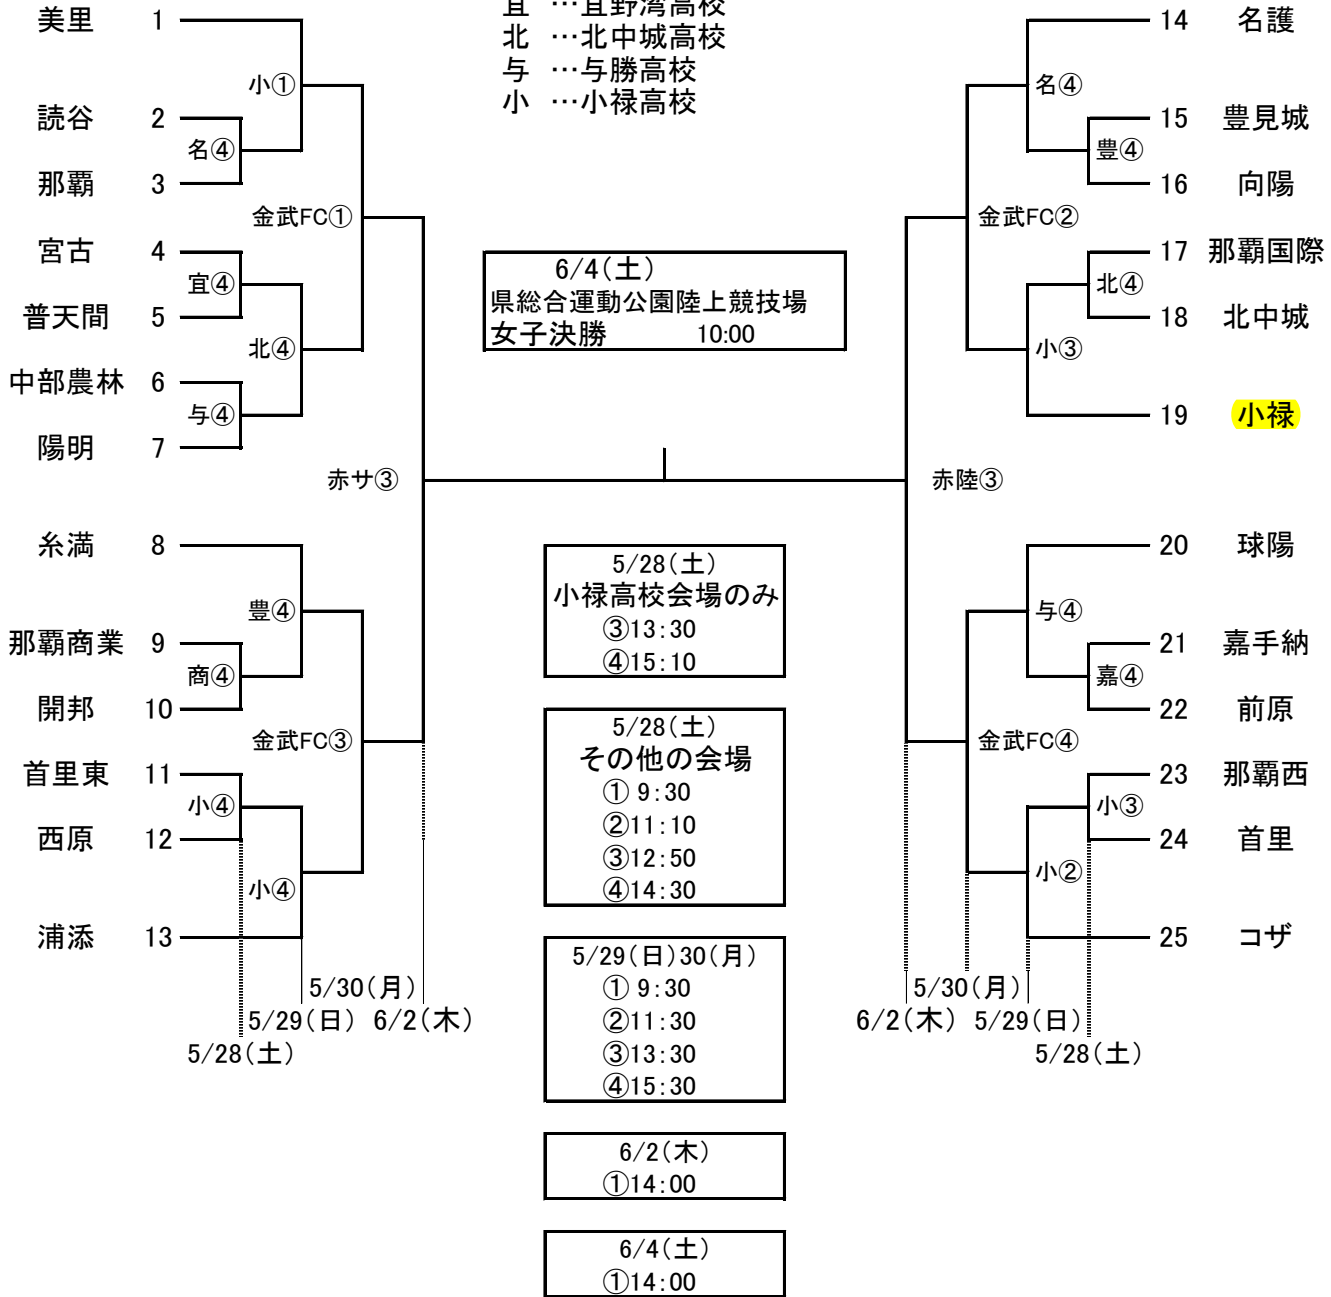 宜 …宜野湾高校
北 …北中城高校
与 …与勝高校
小 …小禄高校
美里 1
小①
読谷 2
名④
那覇 3
金武FC①
宮古 4
宜④
普天間 5
北④
中部農林 6
与④
陽明 7
赤サ③
糸満 8
豊④
那覇商業 9
商④
開邦 10
金武FC③
首里東 11
小④
西原 12
小④
浦添 13
5/30(月)
5/29(日) 6/2(木)
5/28(土)
6/4(土)
県総合運動公園陸上競技場
女子決勝 10:00
5/28(土)
小禄高校会場のみ
③13:30
④15:10
5/28(土)
その他の会場
① 9:30
②11:10
③12:50
④14:30
5/29(日)30(月)
① 9:30
②11:30
③13:30
④15:30
6/2(木)
①14:00
6/4(土)
①14:00
14 名護
名④
15 豊見城
豊④
16 向陽
金武FC②
17 那覇国際
北④
18 北中城
小③
19 小禄
赤陸③
20 球陽
与④
21 嘉手納
嘉④
22 前原
金武FC④
23 那覇西
小③
24 首里
小②
25 コザ
5/30(月)
6/2(木) 5/29(日)
5/28(土)